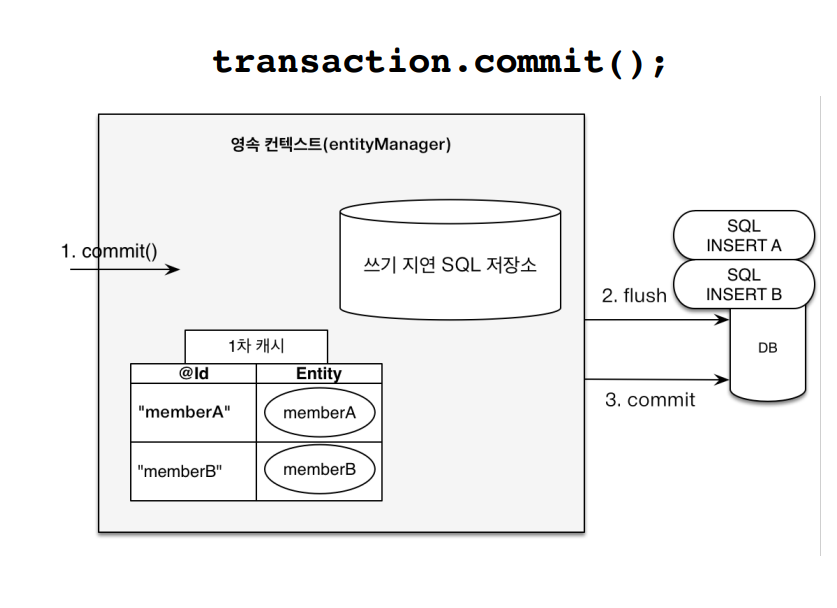 transaction.commit();
영속 컨텍스트(entityManager)
1. commit()
쓰기 지연 SQL 저장소
SQL
INSERT A
SQL
INSERT B
2. flush
DB
3. commit
1차 캐시
@Id Entity
"memberA" memberA
"memberB" memberB